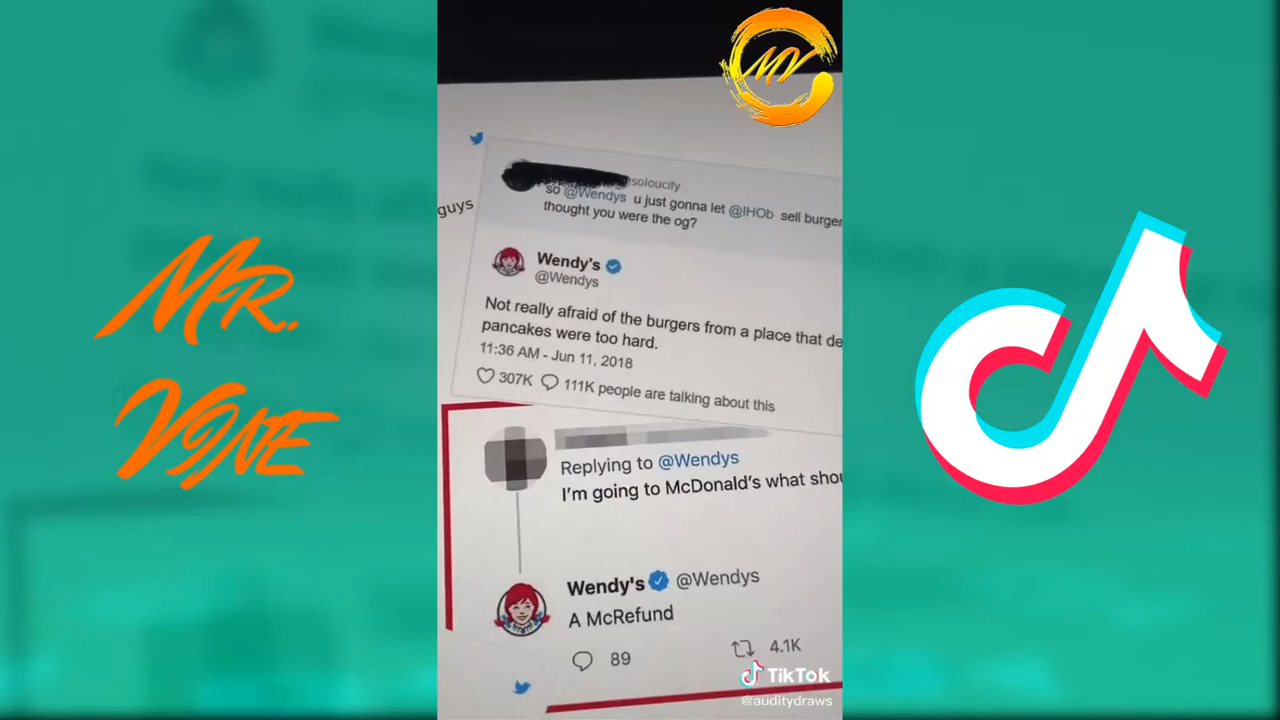 MR.
VINE
MV
guys
soloucity
so @Wendys u just gonna let @IHOb sell burger
thought you were the og?
Wendy's
@Wendys
Not really afraid of the burgers from a place that de
pancakes were too hard.
11:36 AM - Jun 11, 2018
307K 111K people are talking about this
Replying to @Wendys
I'm going to McDonald's what shou
Wendy's @Wendys
A McRefund
89 4.1K
TikTok
@auditydraws